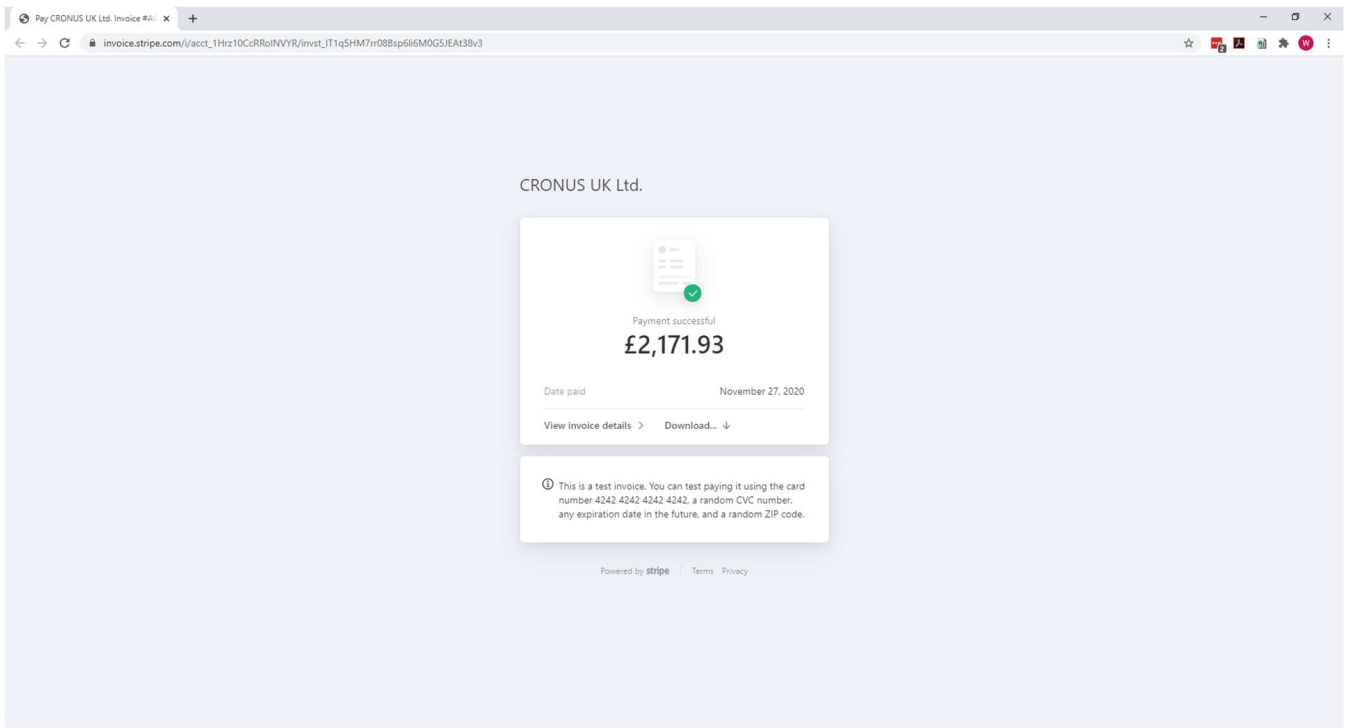 Pay CRONUS UK Ltd. Invoice #A
invoice.stripe.com/i/acct_1Hrz10CcRRoINVYR/invst_IT1q5HM7rr08Bsp6Ii6M0G5JEAt38v3
2
W
CRONUS UK Ltd.
Payment successful
£2,171.93
Date paid November 27, 2020
View invoice details Download...
This is a test invoice. You can test paying it using the card
number 4242 4242 4242 4242, a random CVC number,
any expiration date in the future, and a random ZIP code.
Powered by stripe Terms Privacy